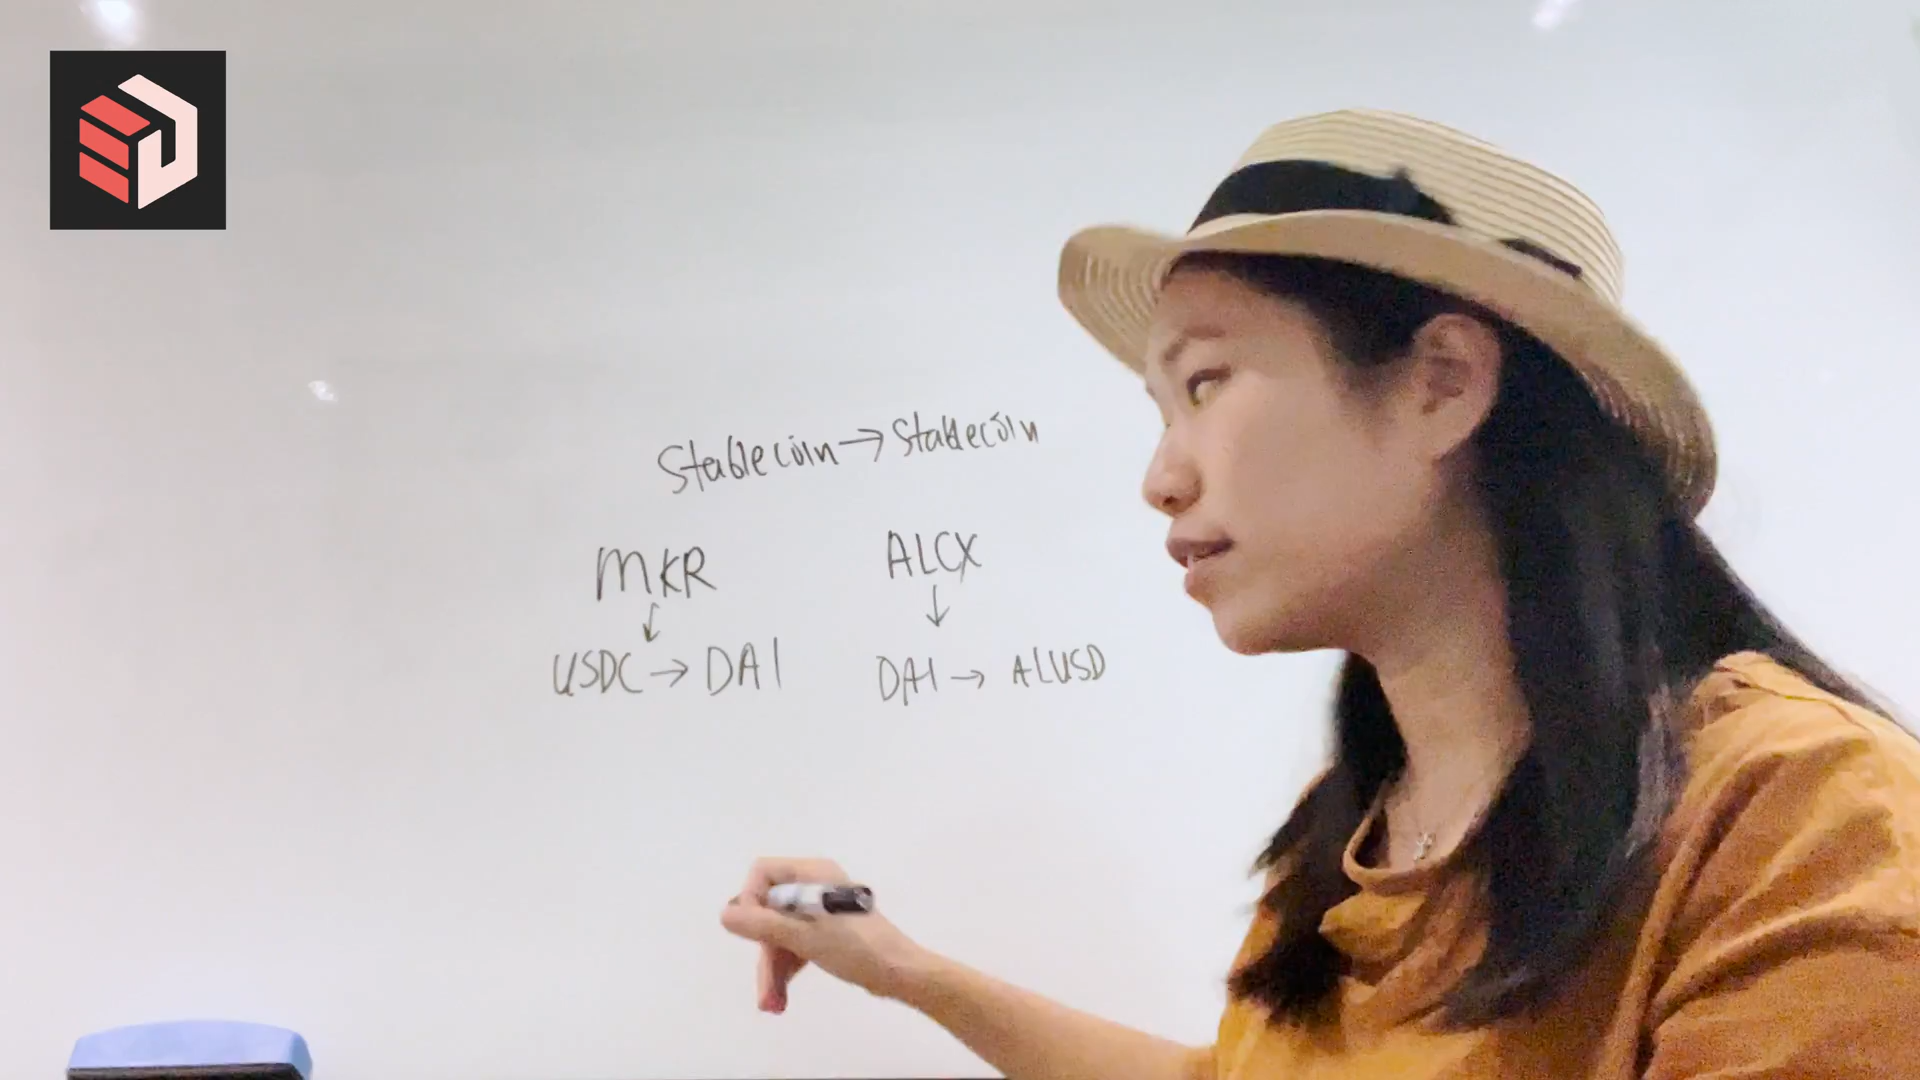 Stablecoin → Stablecoin
MKR ALCX
↓ ↓
USDC → DAI DAI → ALUSD